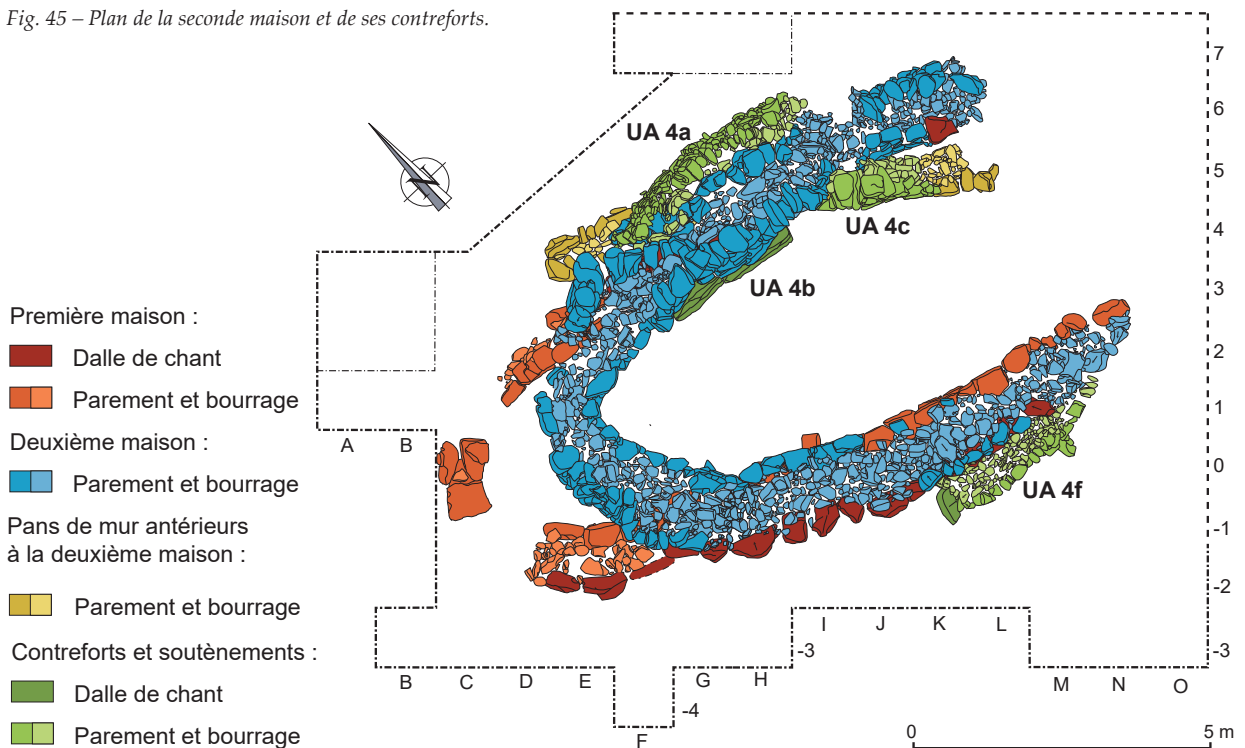 Fig. 45 – Plan de la seconde maison et de ses contreforts.
7
6
UA 4a
5
UA 4c
4
UA 4b
3
Première maison :
Dalle de chant
2
Parement et bourrage
1
A B
Deuxième maison :
0
Parement et bourrage
UA 4f
Pans de mur antérieurs
à la deuxième maison :
-1
Parement et bourrage
-2
I J K L
Contreforts et soutènements :
-3 -3
B C D E G H M N O
Dalle de chant
-4
F
Parement et bourrage
0 5 m